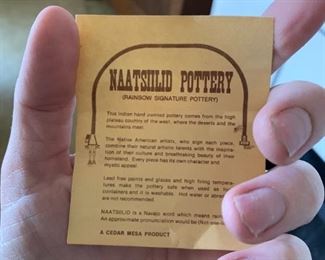 NAATSIILID POTTERY
(RAINBOW SIGNATURE POTTERY)
This Indian hand painted pottery comes from the high
plateau country of the west, where the deserts and the
mountains meet.
The Native American artists, who sign each piece,
combine their natural artistic talents with the inspira-
tion of their culture and breathtaking beauty of their
homeland. Every piece has its own character and
mystic appeal.
Lead free paints and glazes and high firing tempera-
tures make the pottery safe when used as fo
containers and it is washable. Hot water or abras
are not recommended.
NAATSIILID is a Navajo word which means rain
An approximate pronunciation would be (Not-see-
A CEDAR MESA PRODUCT